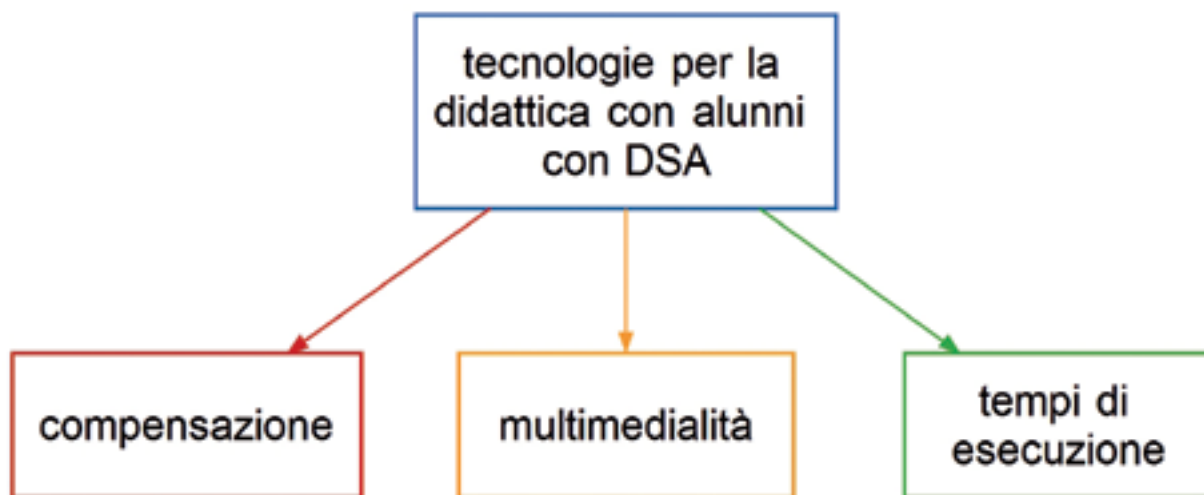 tecnologie per la
didattica con alunni
con DSA
compensazione
multimedialità
tempi di
esecuzione